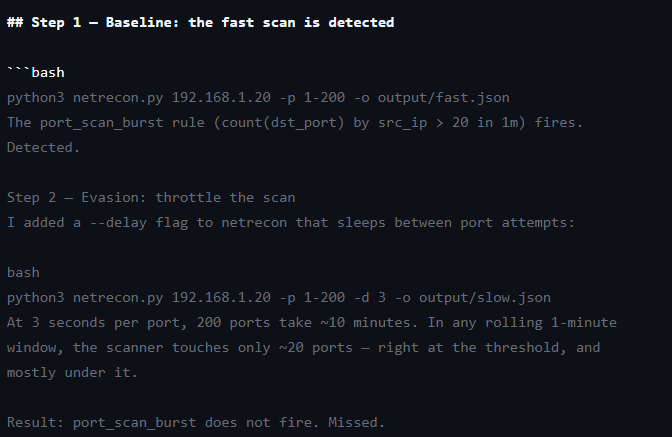 ## Step 1 — Baseline: the fast scan is detected
```bash
python3 netrecon.py 192.168.1.20 -p 1-200 -o output/fast.json
The port_scan_burst rule (count(dst_port) by src_ip > 20 in 1m) fires.
Detected.
Step 2 — Evasion: throttle the scan
I added a --delay flag to netrecon that sleeps between port attempts:
bash
python3 netrecon.py 192.168.1.20 -p 1-200 -d 3 -o output/slow.json
At 3 seconds per port, 200 ports take ~10 minutes. In any rolling 1-minute
window, the scanner touches only ~20 ports — right at the threshold, and
mostly under it.
Result: port_scan_burst does not fire. Missed.